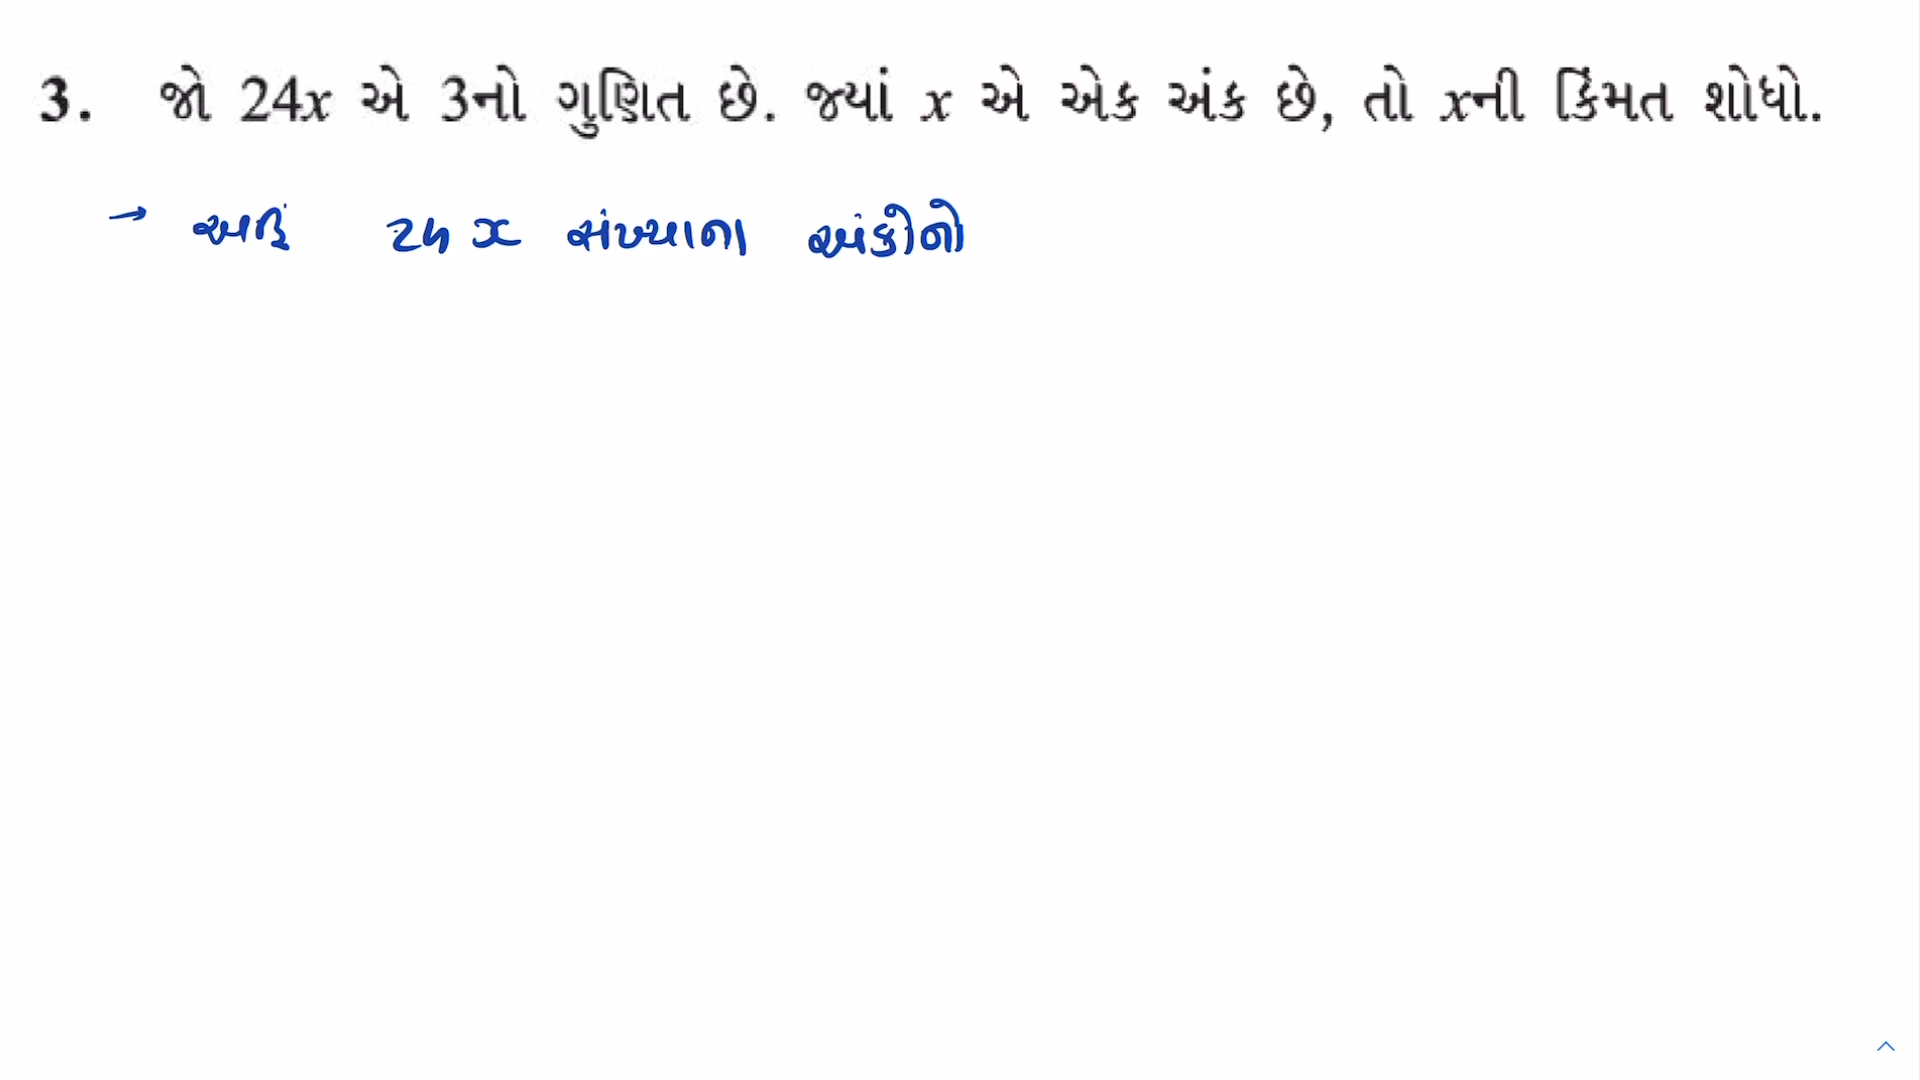 3. જો 24x એ 3નો ગુણિત છે. જ્યાં x એ એક અંક છે, તો xની કિંમત શોધો.
→ અહિં 24x સંખ્યાના અંકોનો